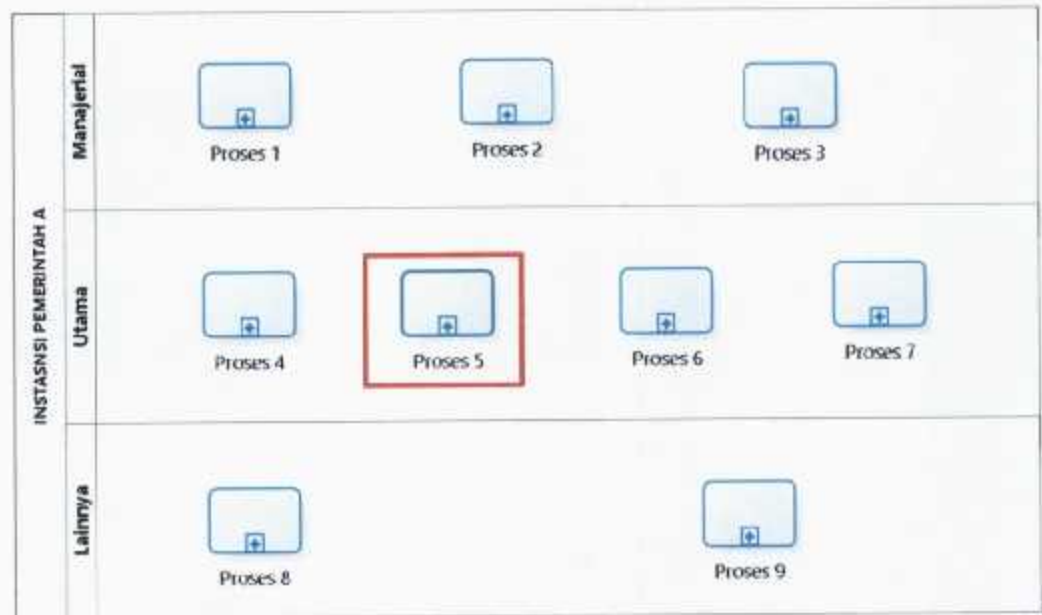 INSTASNSI PEMERINTAH A
Manajerial
Proses 1
Proses 2
Proses 3
Utama
Proses 4
Proses 5
Proses 6
Proses 7
Lainnya
Proses 8
Proses 9